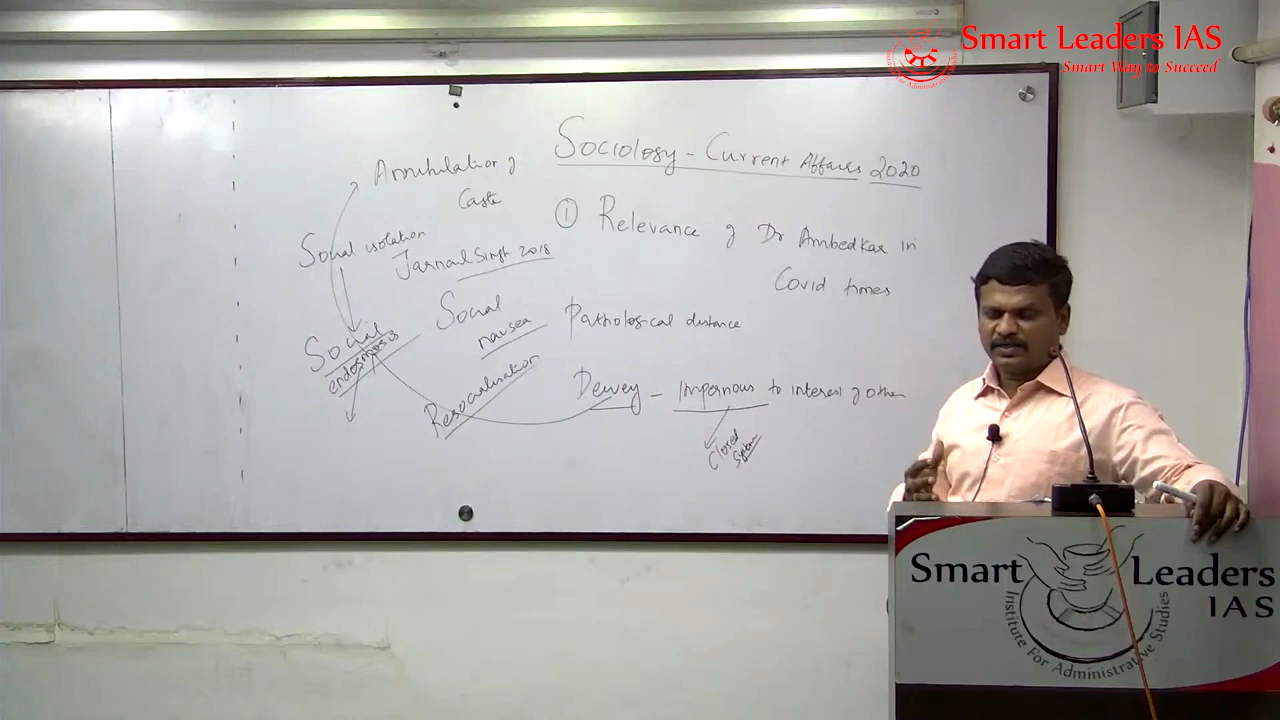 Smart Leaders IAS
Smart Way to Succeed
Sociology - Current Affairs 2020
① Relevance of Dr Ambedkar in
Covid times
Annihilation of
Caste
Social isolation
Jarnail Singh 2018
Social
nausea
Pathological distance
Social
endosmosis
Resocialisation
Dewey - Impervious to interest of other
Closed
System
Smart Leaders
IAS
Institute For Administrative Studies